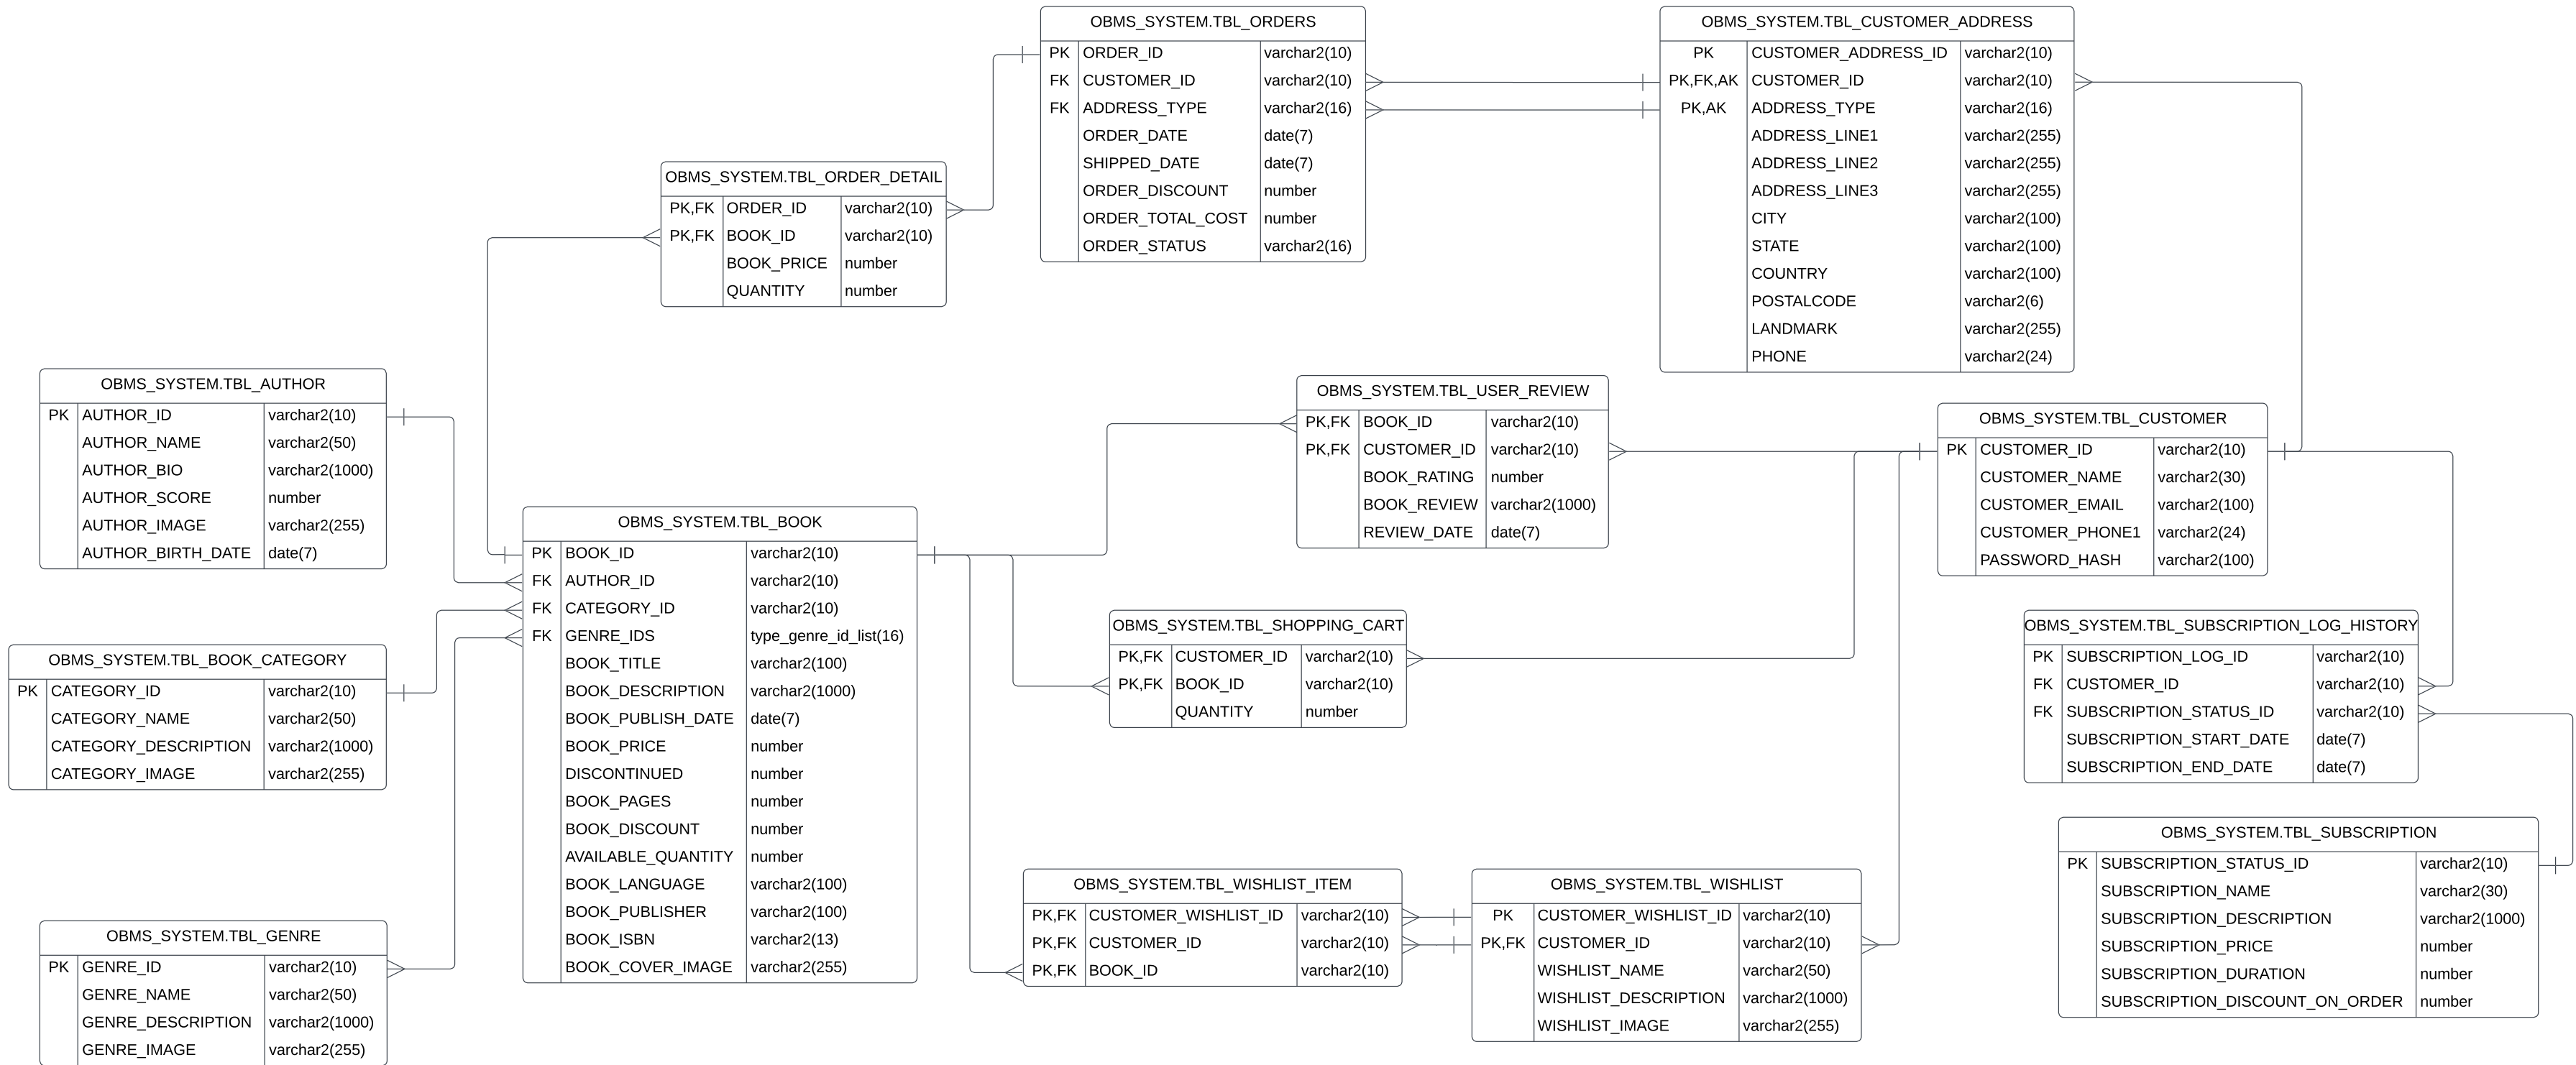 OBMS_SYSTEM.TBL_ORDERS
PK ORDER_ID varchar2(10)
FK CUSTOMER_ID varchar2(10)
FK ADDRESS_TYPE varchar2(16)
ORDER_DATE date(7)
SHIPPED_DATE date(7)
ORDER_DISCOUNT number
ORDER_TOTAL_COST number
ORDER_STATUS varchar2(16)
OBMS_SYSTEM.TBL_CUSTOMER_ADDRESS
PK CUSTOMER_ADDRESS_ID varchar2(10)
PK,FK,AK CUSTOMER_ID varchar2(10)
PK,AK ADDRESS_TYPE varchar2(16)
ADDRESS_LINE1 varchar2(255)
ADDRESS_LINE2 varchar2(255)
ADDRESS_LINE3 varchar2(255)
CITY varchar2(100)
STATE varchar2(100)
COUNTRY varchar2(100)
POSTALCODE varchar2(6)
LANDMARK varchar2(255)
PHONE varchar2(24)
OBMS_SYSTEM.TBL_ORDER_DETAIL
PK,FK ORDER_ID varchar2(10)
PK,FK BOOK_ID varchar2(10)
BOOK_PRICE number
QUANTITY number
OBMS_SYSTEM.TBL_AUTHOR
PK AUTHOR_ID varchar2(10)
AUTHOR_NAME varchar2(50)
AUTHOR_BIO varchar2(1000)
AUTHOR_SCORE number
AUTHOR_IMAGE varchar2(255)
AUTHOR_BIRTH_DATE date(7)
OBMS_SYSTEM.TBL_USER_REVIEW
PK,FK BOOK_ID varchar2(10)
PK,FK CUSTOMER_ID varchar2(10)
BOOK_RATING number
BOOK_REVIEW varchar2(1000)
REVIEW_DATE date(7)
OBMS_SYSTEM.TBL_CUSTOMER
PK CUSTOMER_ID varchar2(10)
CUSTOMER_NAME varchar2(30)
CUSTOMER_EMAIL varchar2(100)
CUSTOMER_PHONE1 varchar2(24)
PASSWORD_HASH varchar2(100)
OBMS_SYSTEM.TBL_BOOK
PK BOOK_ID varchar2(10)
FK AUTHOR_ID varchar2(10)
FK CATEGORY_ID varchar2(10)
FK GENRE_IDS type_genre_id_list(16)
BOOK_TITLE varchar2(100)
BOOK_DESCRIPTION varchar2(1000)
BOOK_PUBLISH_DATE date(7)
BOOK_PRICE number
DISCONTINUED number
BOOK_PAGES number
BOOK_DISCOUNT number
AVAILABLE_QUANTITY number
BOOK_LANGUAGE varchar2(100)
BOOK_PUBLISHER varchar2(100)
BOOK_ISBN varchar2(13)
BOOK_COVER_IMAGE varchar2(255)
OBMS_SYSTEM.TBL_BOOK_CATEGORY
PK CATEGORY_ID varchar2(10)
CATEGORY_NAME varchar2(50)
CATEGORY_DESCRIPTION varchar2(1000)
CATEGORY_IMAGE varchar2(255)
OBMS_SYSTEM.TBL_SHOPPING_CART
PK,FK CUSTOMER_ID varchar2(10)
PK,FK BOOK_ID varchar2(10)
QUANTITY number
OBMS_SYSTEM.TBL_SUBSCRIPTION_LOG_HISTORY
PK SUBSCRIPTION_LOG_ID varchar2(10)
FK CUSTOMER_ID varchar2(10)
FK SUBSCRIPTION_STATUS_ID varchar2(10)
SUBSCRIPTION_START_DATE date(7)
SUBSCRIPTION_END_DATE date(7)
OBMS_SYSTEM.TBL_SUBSCRIPTION
PK SUBSCRIPTION_STATUS_ID varchar2(10)
SUBSCRIPTION_NAME varchar2(30)
SUBSCRIPTION_DESCRIPTION varchar2(1000)
SUBSCRIPTION_PRICE number
SUBSCRIPTION_DURATION number
SUBSCRIPTION_DISCOUNT_ON_ORDER number
OBMS_SYSTEM.TBL_GENRE
PK GENRE_ID varchar2(10)
GENRE_NAME varchar2(50)
GENRE_DESCRIPTION varchar2(1000)
GENRE_IMAGE varchar2(255)
OBMS_SYSTEM.TBL_WISHLIST_ITEM
PK,FK CUSTOMER_WISHLIST_ID varchar2(10)
PK,FK CUSTOMER_ID varchar2(10)
PK,FK BOOK_ID varchar2(10)
OBMS_SYSTEM.TBL_WISHLIST
PK CUSTOMER_WISHLIST_ID varchar2(10)
PK,FK CUSTOMER_ID varchar2(10)
WISHLIST_NAME varchar2(50)
WISHLIST_DESCRIPTION varchar2(1000)
WISHLIST_IMAGE varchar2(255)